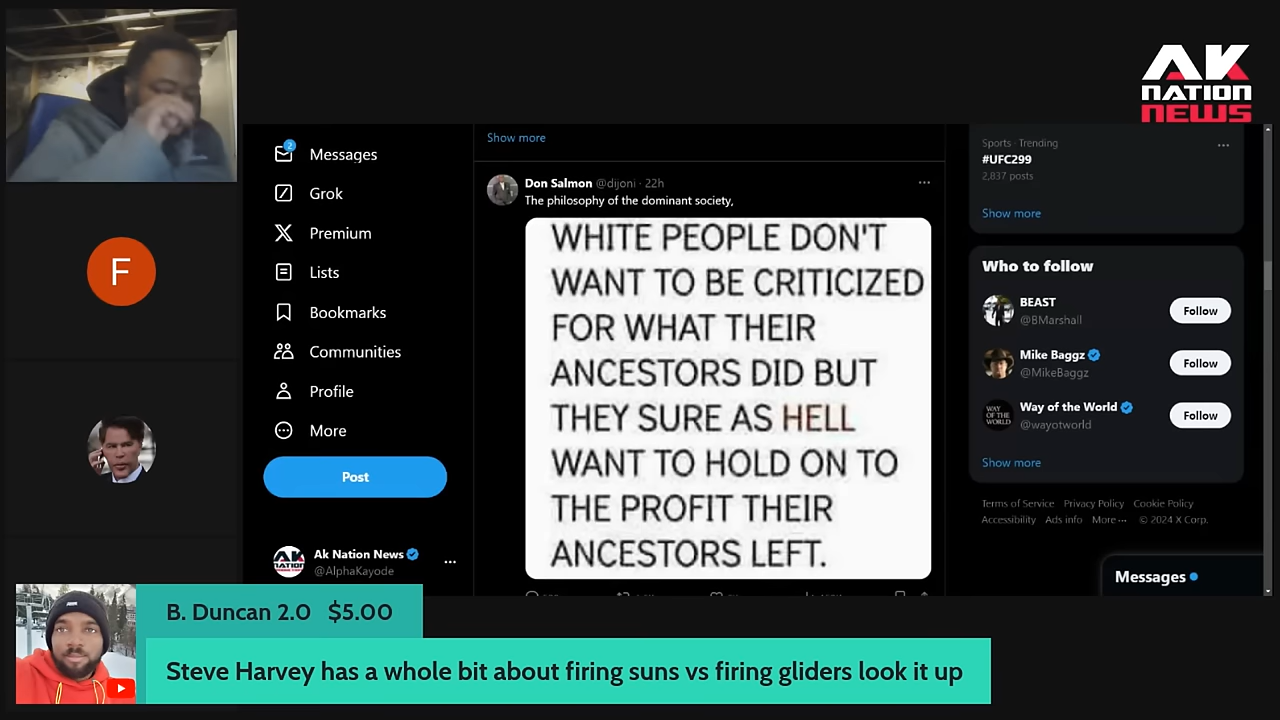 AK
NATION
NEWS
2
Messages
Grok
Premium
Lists
Bookmarks
Communities
Profile
More
Post
Ak Nation News
@AlphaKayode
F
Show more
Don Salmon @dijoni · 22h
The philosophy of the dominant society,
WHITE PEOPLE DON'T
WANT TO BE CRITICIZED
FOR WHAT THEIR
ANCESTORS DID BUT
THEY SURE AS HELL
WANT TO HOLD ON TO
THE PROFIT THEIR
ANCESTORS LEFT.
Sports · Trending
#UFC299
2,837 posts
Show more
Who to follow
BEAST
@BMarshall
Follow
Mike Baggz
@MikeBaggz
Follow
WAY
OF THE
WORLD
Way of the World
@wayotworld
Follow
Show more
Terms of Service Privacy Policy Cookie Policy
Accessibility Ads info More ··· © 2024 X Corp.
Messages
B. Duncan 2.0 $5.00
Steve Harvey has a whole bit about firing suns vs firing gliders look it up